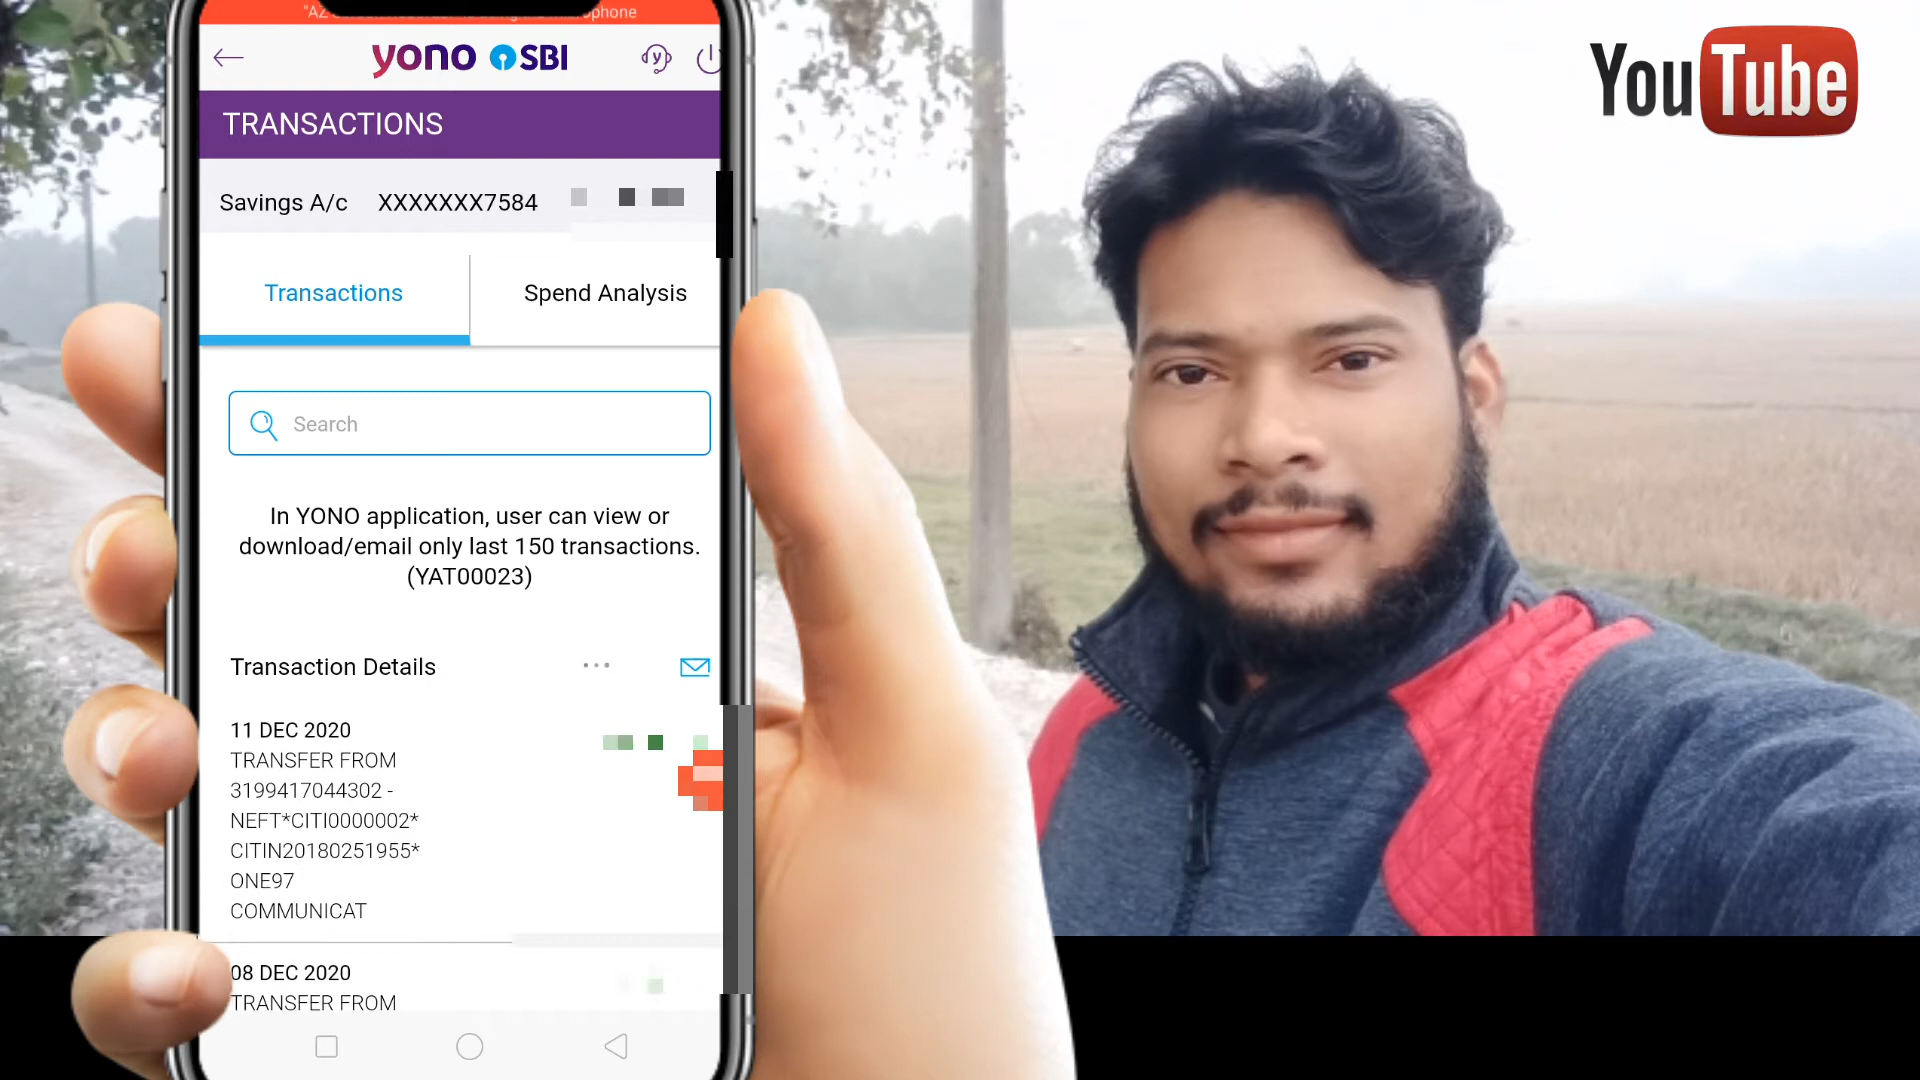 yono SBI
TRANSACTIONS
Savings A/c XXXXXXX7584
Transactions Spend Analysis
Search
In YONO application, user can view or
download/email only last 150 transactions.
(YAT00023)
Transaction Details
11 DEC 2020
TRANSFER FROM
3199417044302 -
NEFT*CITI0000002*
CITIN20180251955*
ONE97
COMMUNICAT
08 DEC 2020
TRANSFER FROM
YouTube